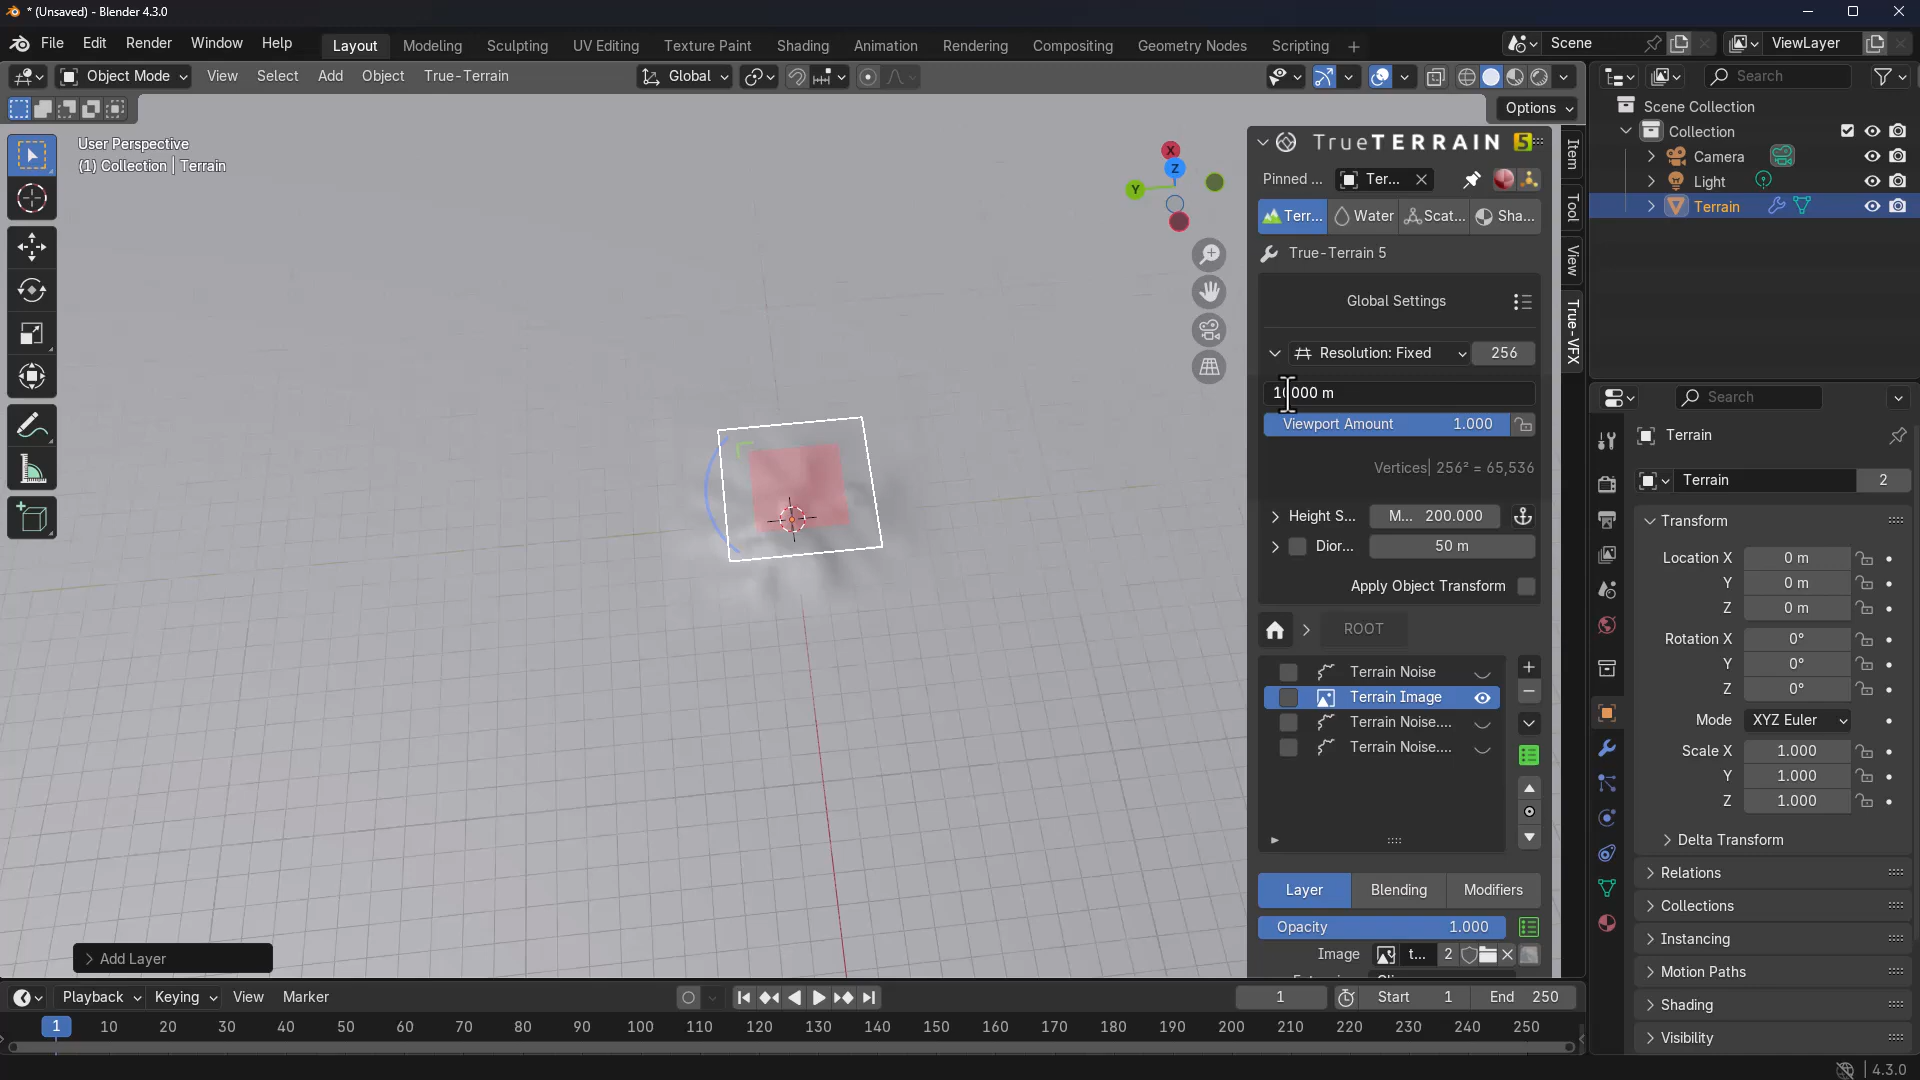 * (Unsaved) - Blender 4.3.0
File Edit Render Window Help
Layout Modeling Sculpting UV Editing Texture Paint Shading Animation Rendering Compositing Geometry Nodes Scripting +
Scene
ViewLayer
Object Mode View Select Add Object True-Terrain
Global
Search
Options
User Perspective
(1) Collection | Terrain
X
Z
Y
Scene Collection
Collection
Camera
Light
Terrain
TrueTERRAIN 5
Pinned ... Ter...
Terr... Water Scat... Sha...
True-Terrain 5
Global Settings
Resolution: Fixed 256
10000 m
Viewport Amount 1.000
Vertices| 256² = 65,536
Height S... M... 200.000
Dior... 50 m
Apply Object Transform
ROOT
Terrain Noise
Terrain Image
Terrain Noise....
Terrain Noise....
Layer Blending Modifiers
Opacity 1.000
Image t... 2
Item
Tool
View
True-VFX
Search
Terrain
Terrain 2
Transform
Location X 0 m
Y 0 m
Z 0 m
Rotation X 0°
Y 0°
Z 0°
Mode XYZ Euler
Scale X 1.000
Y 1.000
Z 1.000
Delta Transform
Relations
Collections
Instancing
Motion Paths
Shading
Visibility
Add Layer
Playback Keying View Marker
1 Start 1 End 250
1 10 20 30 40 50 60 70 80 90 100 110 120 130 140 150 160 170 180 190 200 210 220 230 240 250
4.3.0